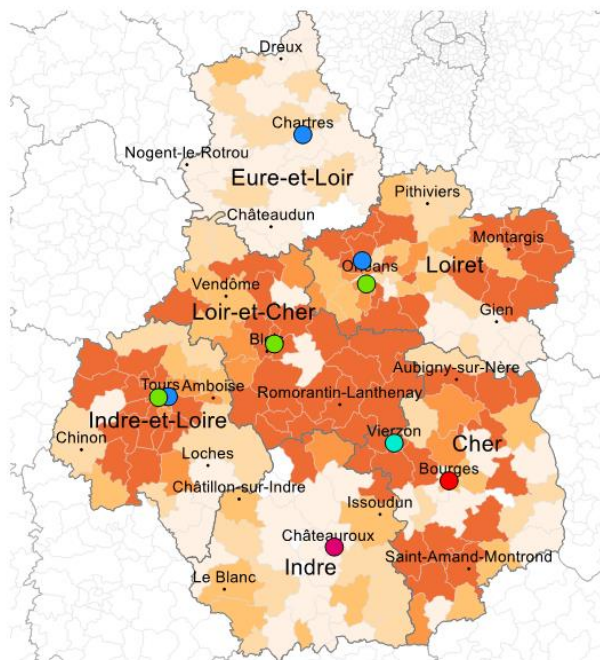 Dreux
Chartres
Nogent-le-Rotrou
Eure-et-Loir
Pithiviers
Châteaudun
Montargis
Orléans
Loiret
Vendôme
Loir-et-Cher
Gien
Blois
Aubigny-sur-Nère
Tours
Amboise
Romorantin-Lanthenay
Indre-et-Loire
Vierzon
Cher
Chinon
Loches
Bourges
Châtillon-sur-Indre
Issoudun
Châteauroux
Indre
Saint-Amand-Montrond
Le Blanc